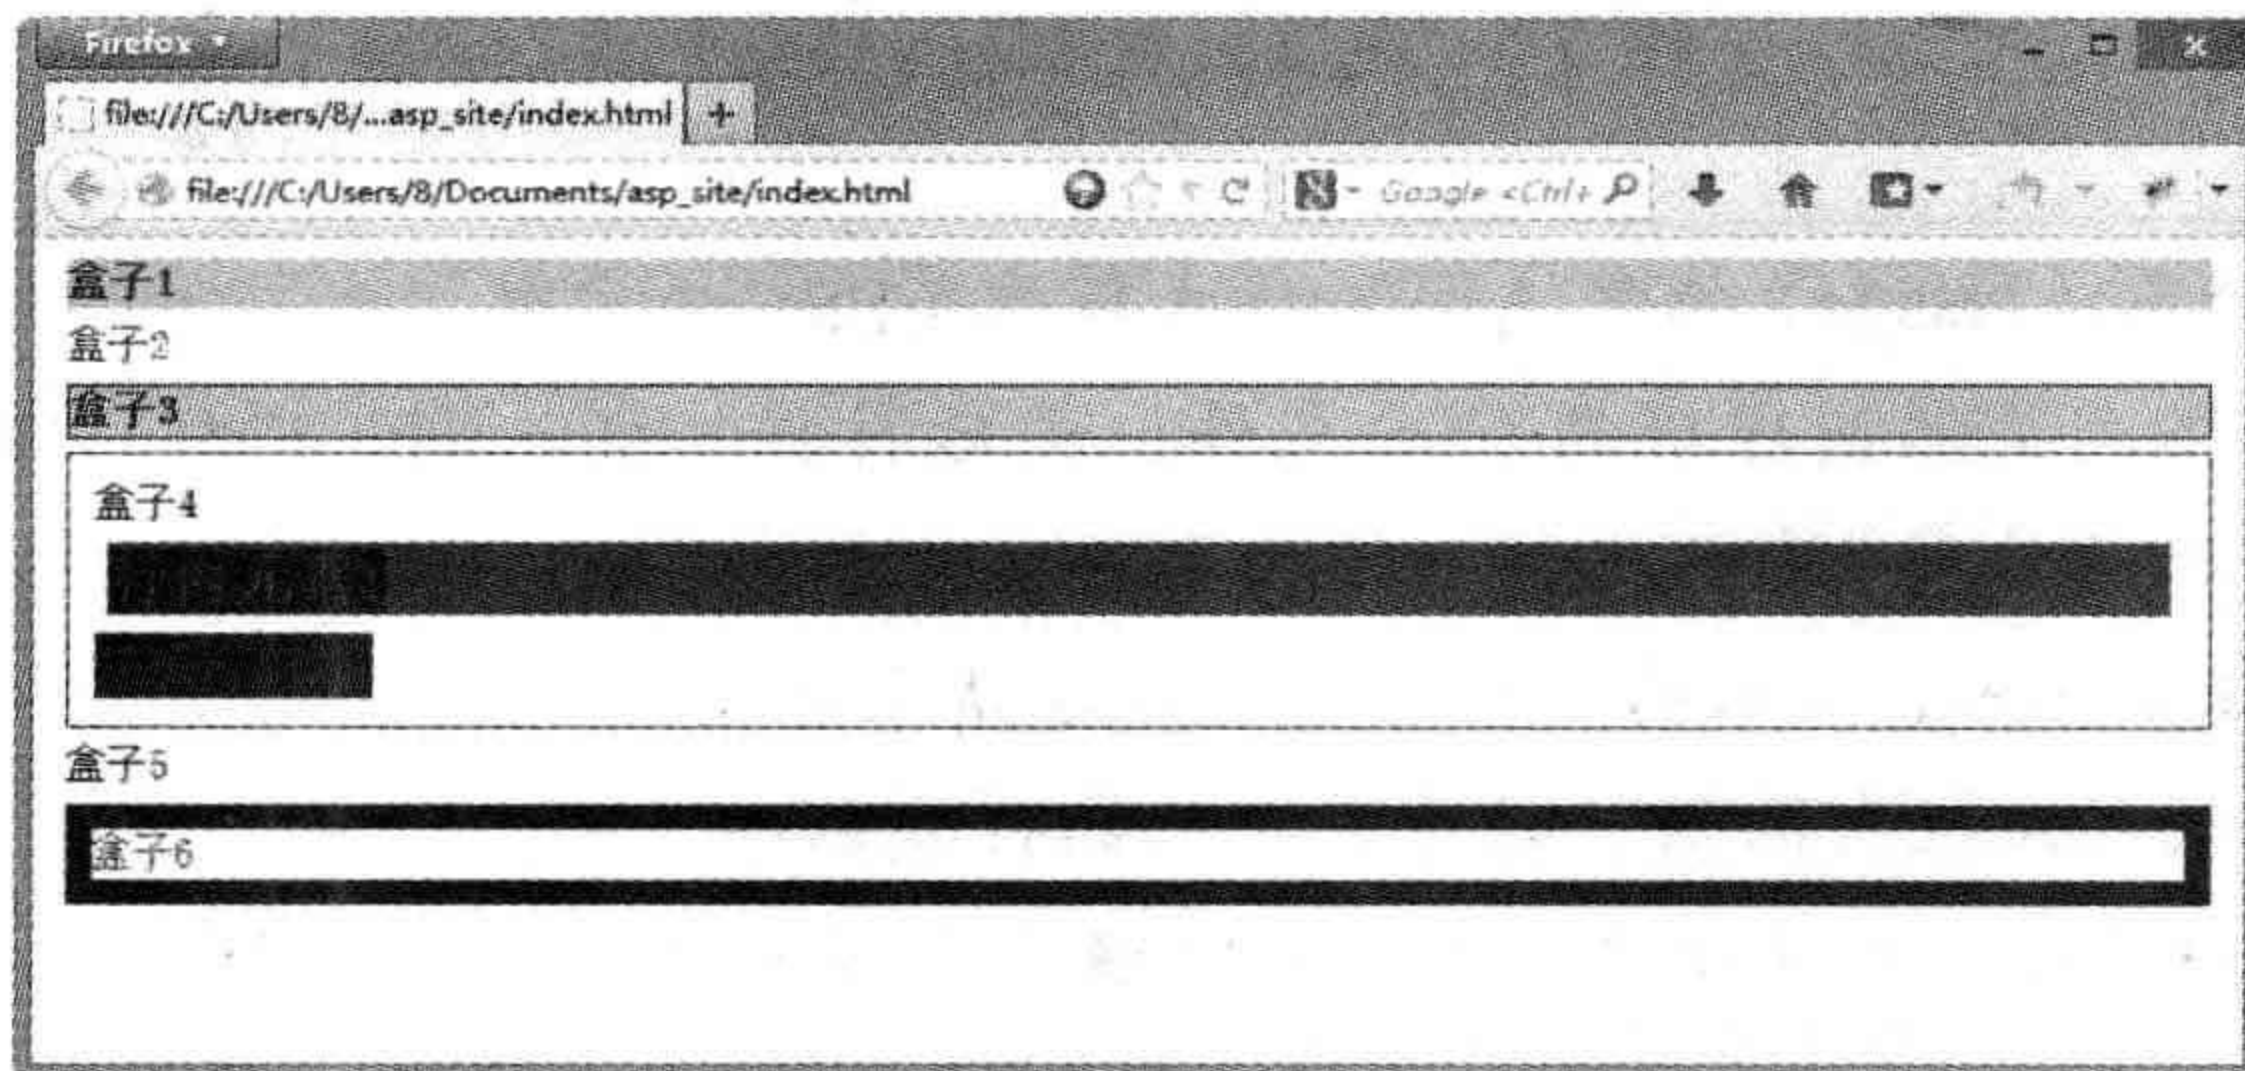 Firefox
file:///C:/Users/8/...asp_site/index.html
file:///C:/Users/8/Documents/asp_site/index.html
Google <Ctrl+
盒子1
盒子2
盒子3
盒子4
盒子5
盒子6